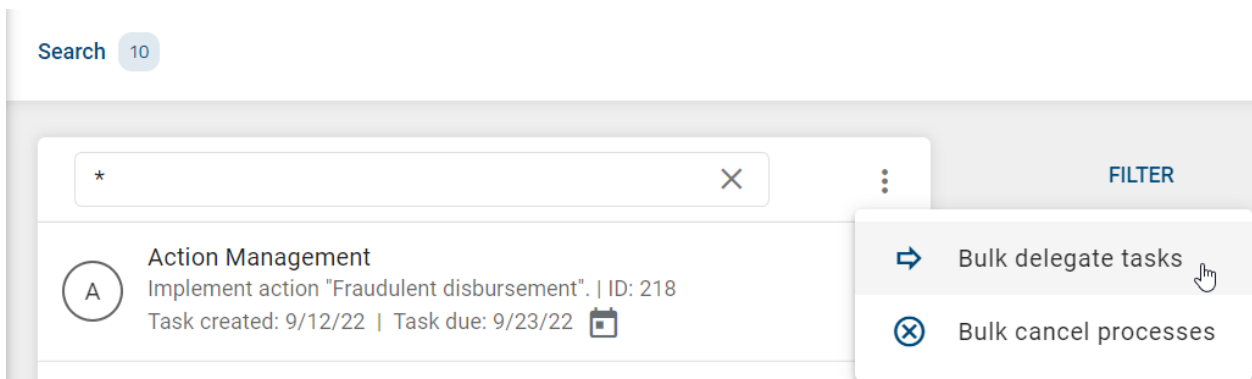 Search 10
*
FILTER
Action Management
Implement action "Fraudulent disbursement". | ID: 218
A
Task created: 9/12/22 | Task due: 9/23/22
Bulk delegate tasks
Bulk cancel processes